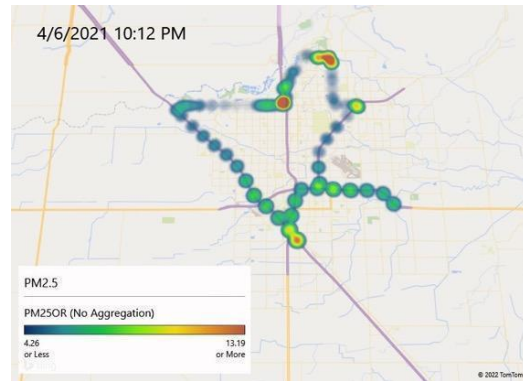 4/6/2021 10:12 PM
PM2.5
PM25OR (No Aggregation)
4.26 13.19
or Less or More
© 2022 TomTom